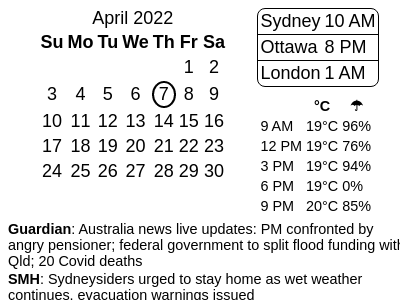 April 2022
Su Mo Tu We Th Fr Sa
1 2
3 4 5 6 7 8 9
10 11 12 13 14 15 16
17 18 19 20 21 22 23
24 25 26 27 28 29 30
Sydney 10 AM
Ottawa 8 PM
London 1 AM
°C ☂
9 AM 19°C 96%
12 PM 19°C 76%
3 PM 19°C 94%
6 PM 19°C 0%
9 PM 20°C 85%
Guardian: Australia news live updates: PM confronted by
angry pensioner; federal government to split flood funding with
Qld; 20 Covid deaths
SMH: Sydneysiders urged to stay home as wet weather
continues, evacuation warnings issued